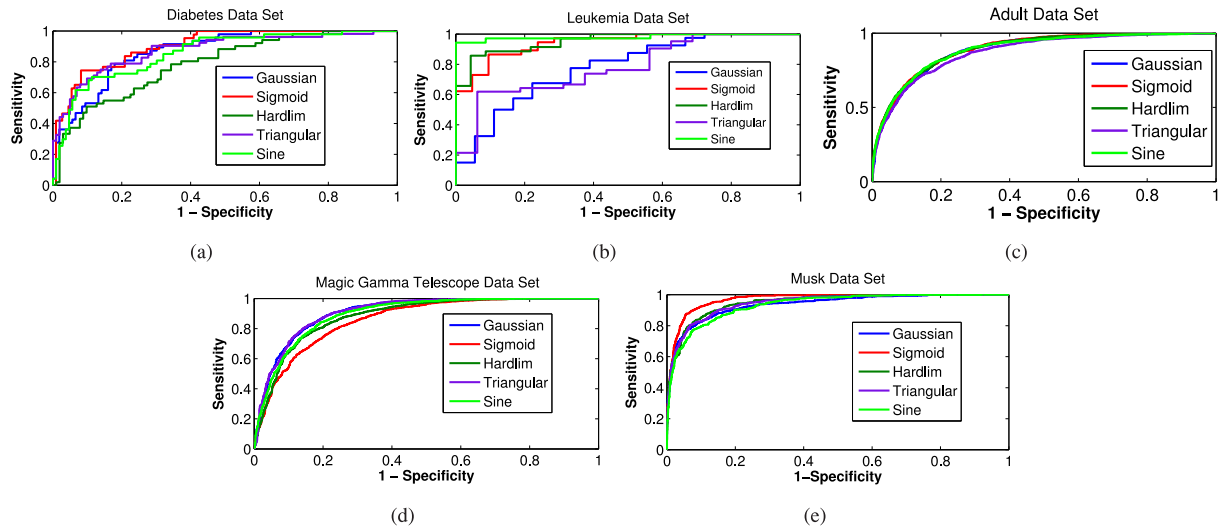 Diabetes Data Set
Sensitivity
1
0.8
0.6
0.4
0.2
0
0
0.2
0.4
0.6
0.8
1
Gaussian
Sigmoid
Hardlim
Triangular
Sine
1 – Specificity
(a)
Leukemia Data Set
Sensitivity
1
0.8
0.6
0.4
0.2
0
0
0.2
0.4
0.6
0.8
1
Gaussian
Sigmoid
Hardlim
Triangular
Sine
1 – Specificity
(b)
Adult Data Set
Sensitivity
1
0.5
0
0
0.2
0.4
0.6
0.8
1
Gaussian
Sigmoid
Hardlim
Triangular
Sine
1 – Specificity
(c)
Magic Gamma Telescope Data Set
Sensitivity
1
0.8
0.6
0.4
0.2
0
0
0.2
0.4
0.6
0.8
1
Gaussian
Sigmoid
Hardlim
Triangular
Sine
1 – Specificity
(d)
Musk Data Set
Sensitivity
1
0.8
0.6
0.4
0.2
0
0
0.2
0.4
0.6
0.8
1
Gaussian
Sigmoid
Hardlim
Triangular
Sine
1–Specificity
(e)